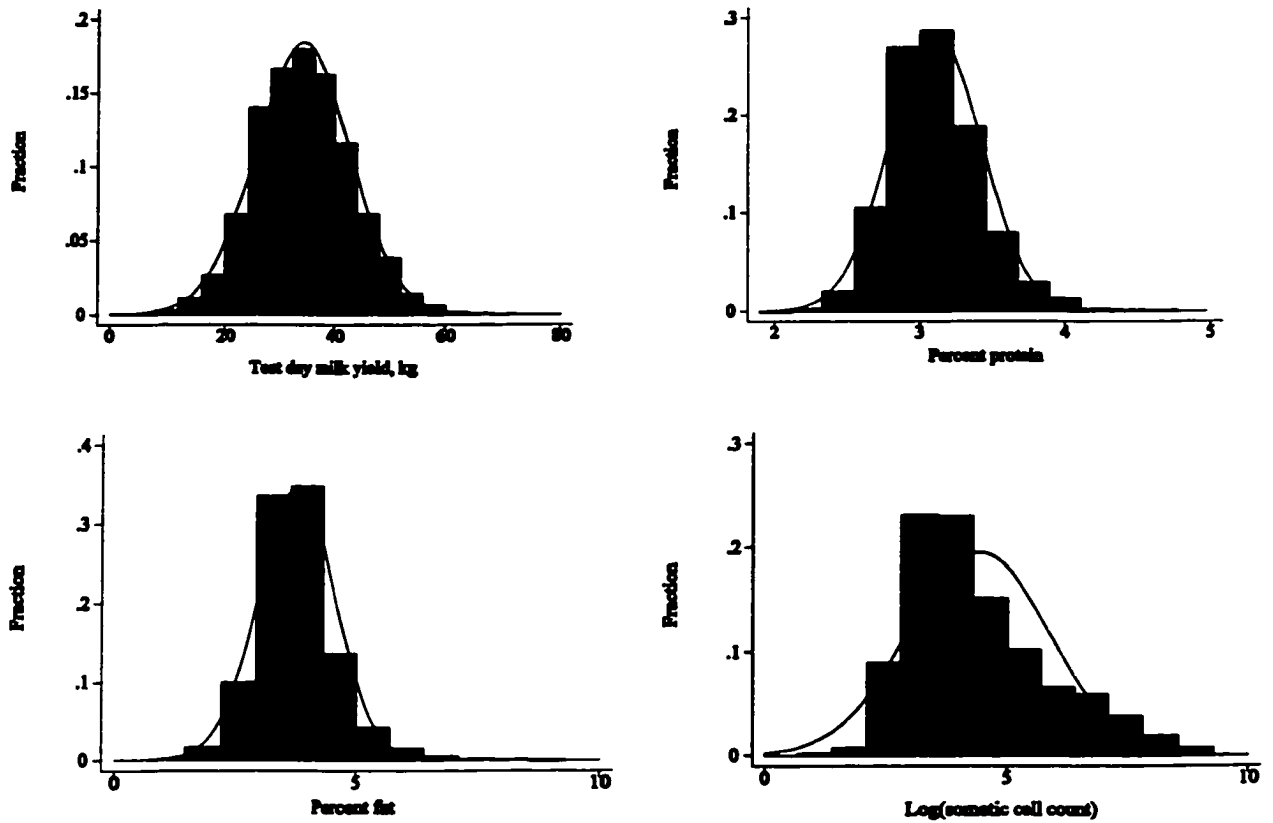 .2
.15
.1
.05
0
Fraction
0 20 40 60 80
Test day milk yield, kg
.3
.2
.1
0
Fraction
2 3 4 5
Percent protein
.4
.3
.2
.1
0
Fraction
0 5 10
Percent fat
.3
.2
.1
0
Fraction
0 5 10
Log(somatic cell count)